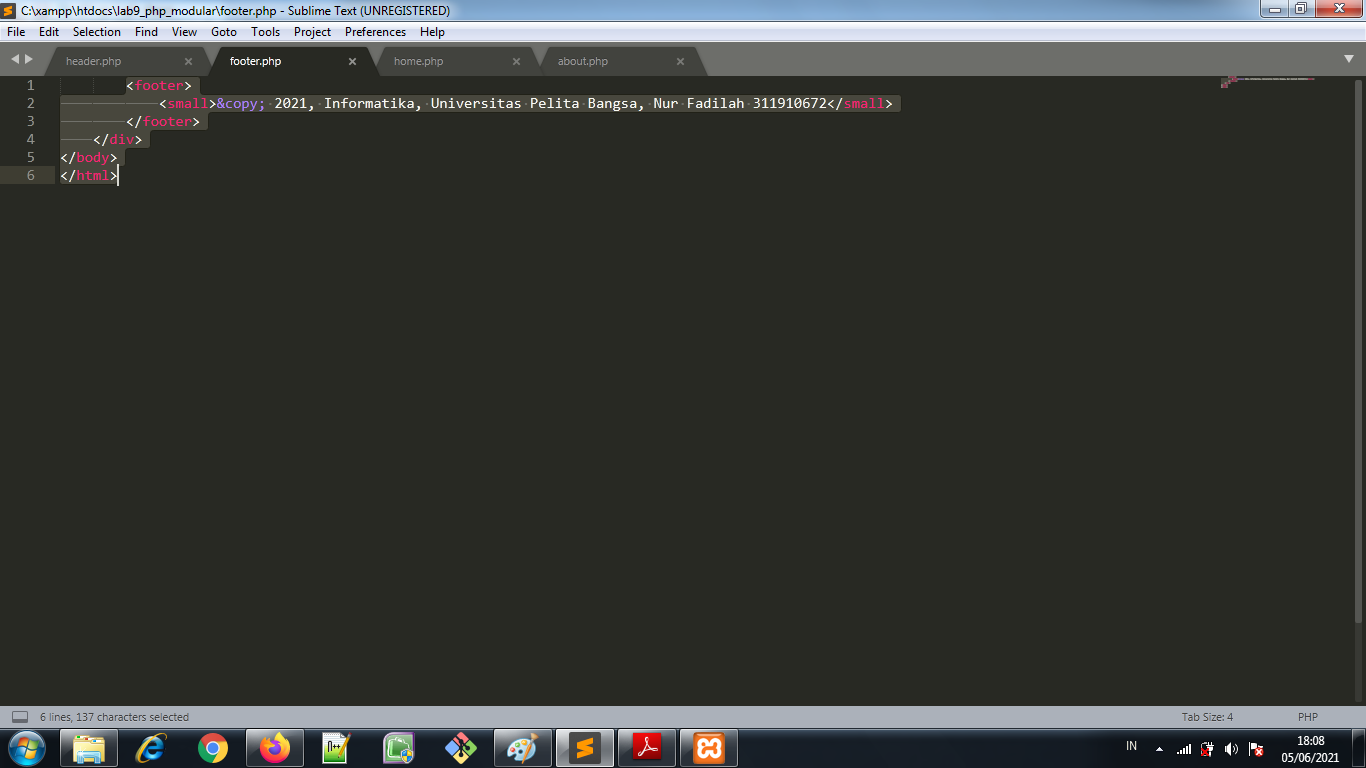 C:\xampp\htdocs\lab9_php_modular\footer.php - Sublime Text (UNREGISTERED)
File Edit Selection Find View Goto Tools Project Preferences Help
header.php footer.php home.php about.php
1 <footer>
2 <small>&copy; 2021, Informatika, Universitas Pelita Bangsa, Nur Fadilah 311910672</small>
3 </footer>
4 </div>
5 </body>
6 </html>
6 lines, 137 characters selected Tab Size: 4 PHP
IN 18:08
05/06/2021